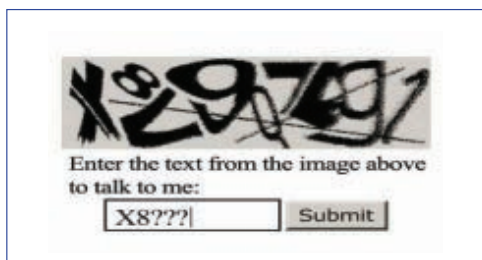 Enter the text from the image above
to talk to me:
X8???
Submit